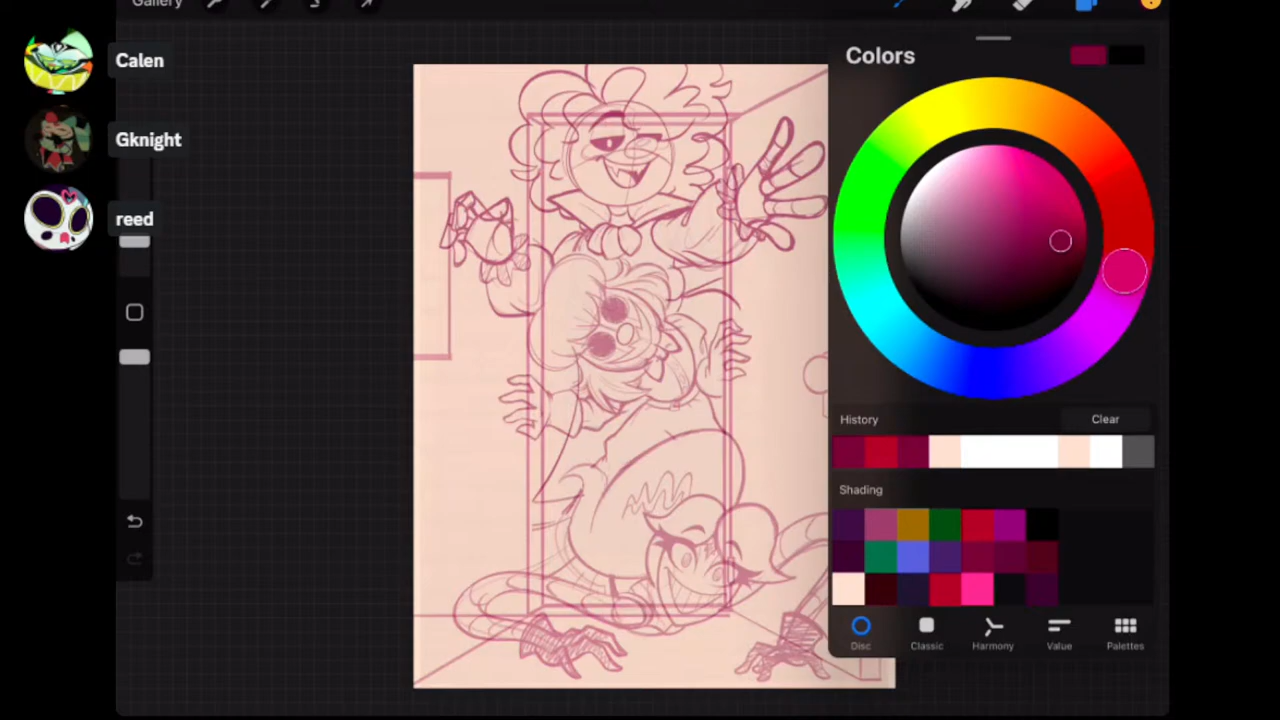 Gallery
Calen
Gknight
reed
Colors
History
Clear
Shading
Disc
Classic
Harmony
Value
Palettes